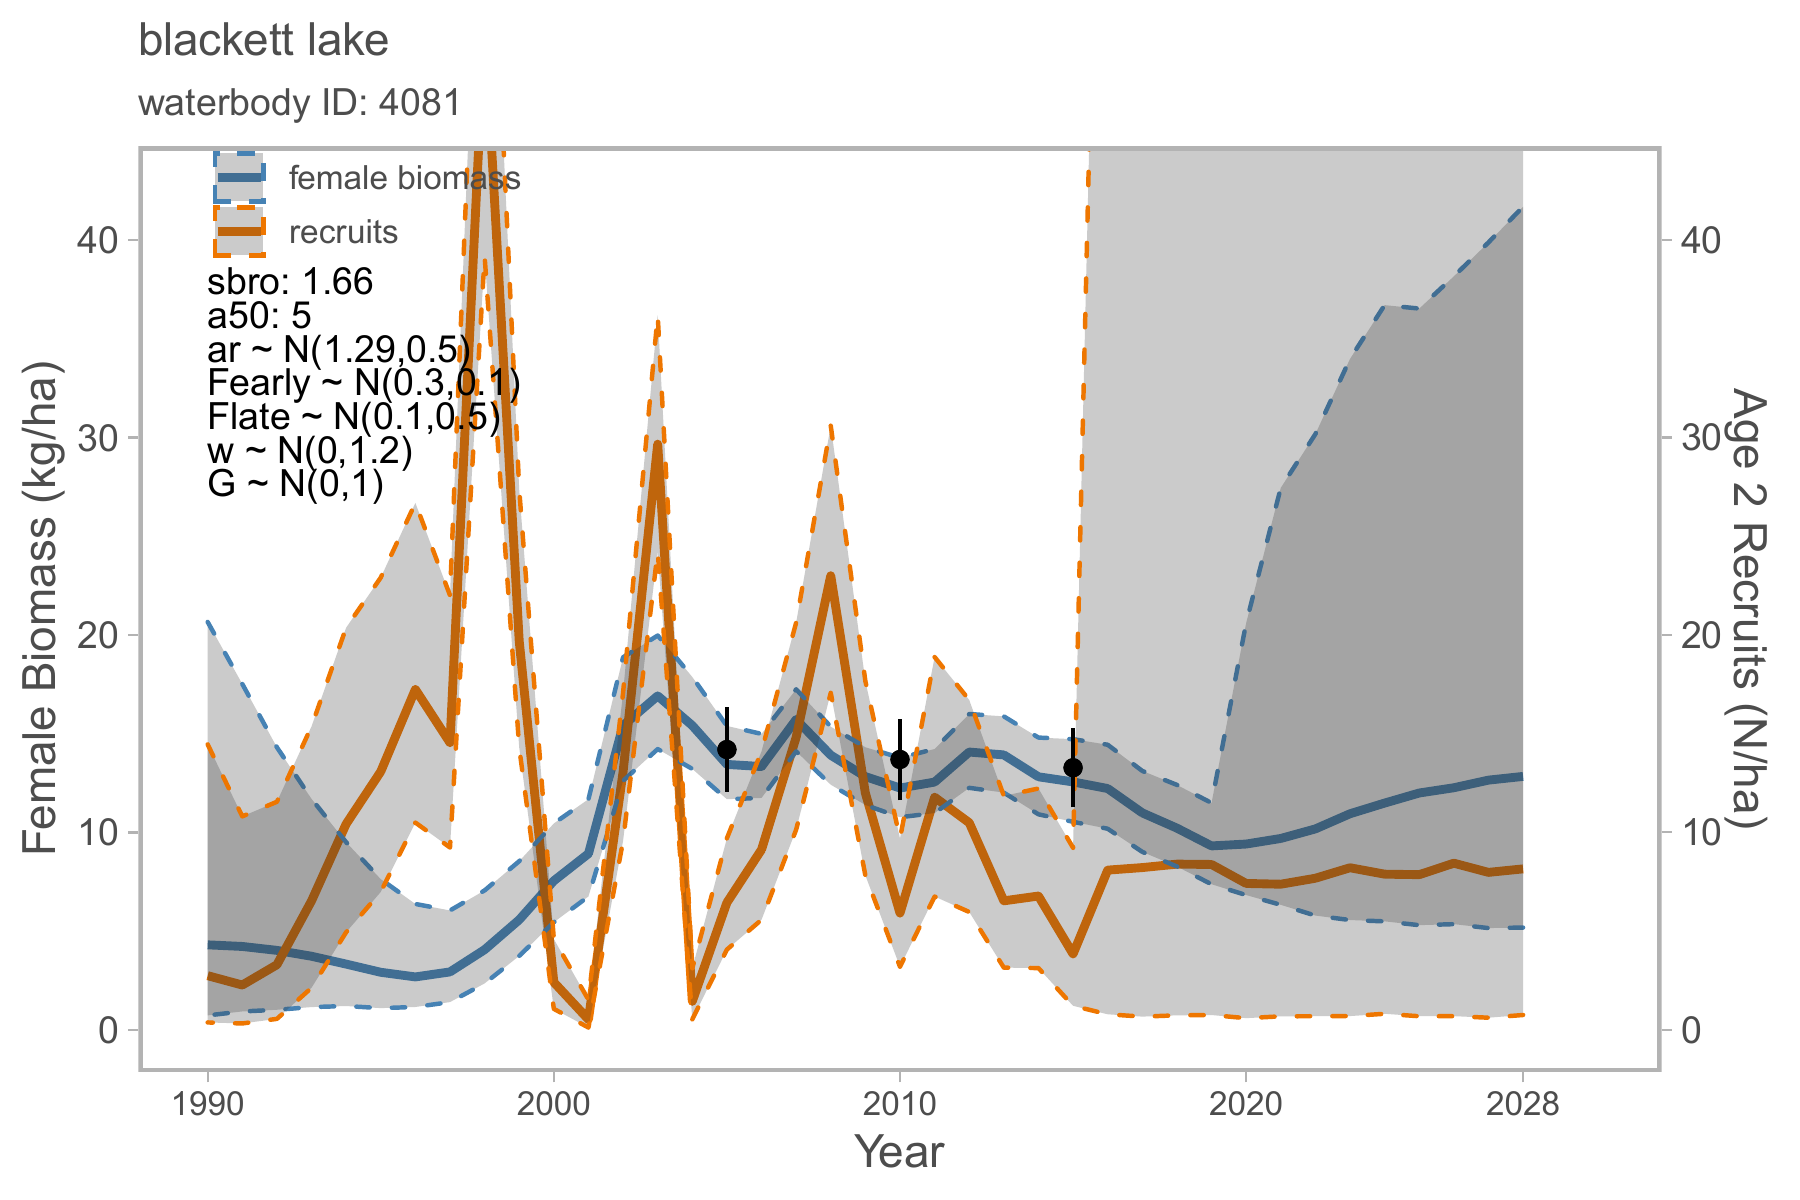 blackett lake
waterbody ID: 4081
female biomass
recruits
sbro: 1.66
a50: 5
ar ~ N(1.29,0.5)
Fearly ~ N(0.3,0.1)
Flate ~ N(0.1,0.5)
w ~ N(0,1.2)
G ~ N(0,1)
Female Biomass (kg/ha)
40
30
20
10
0
40
30
20
10
0
Age 2 Recruits (N/ha)
1990
2000
2010
2020
2028
Year